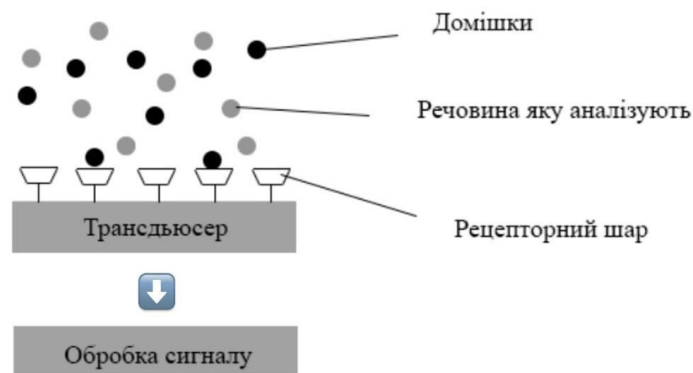 Домішки
Речовина яку аналізують
Рецепторний шар
Трансдьюсер
Обробка сигналу